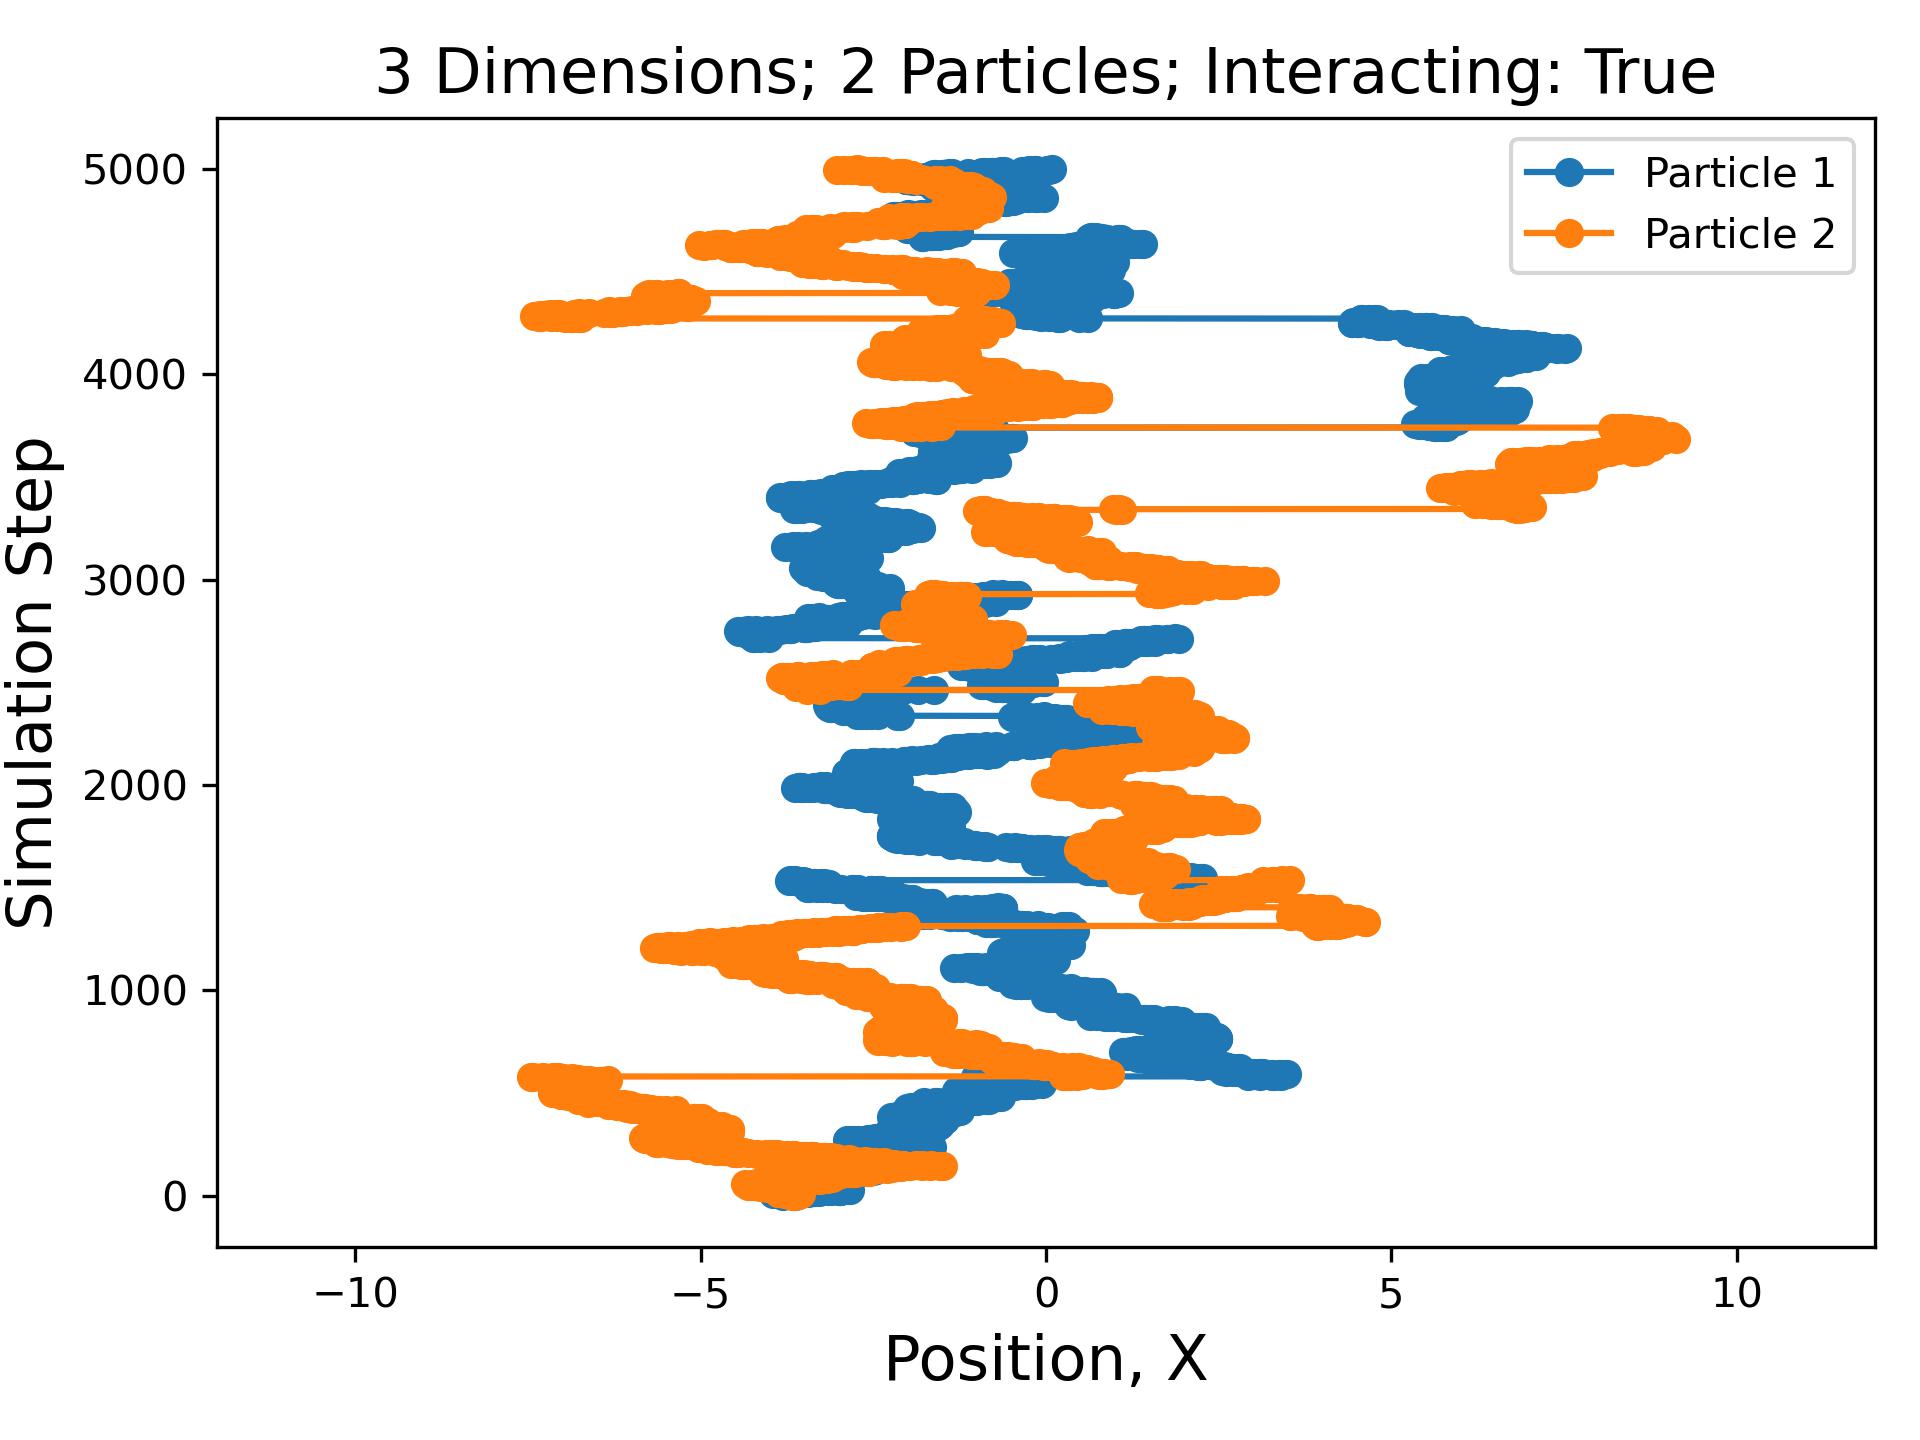 3 Dimensions; 2 Particles; Interacting: True
Particle 1
Particle 2
5000
4000
3000
2000
1000
0
Simulation Step
−10
−5
0
5
10
Position, X